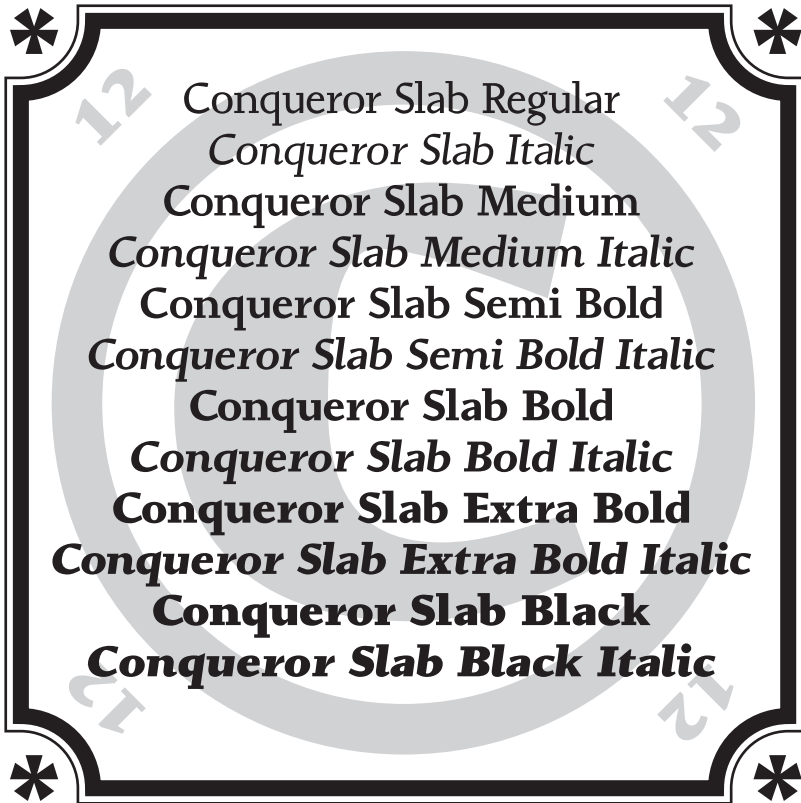 12 12
Conqueror Slab Regular
Conqueror Slab Italic
Conqueror Slab Medium
Conqueror Slab Medium Italic
Conqueror Slab Semi Bold
Conqueror Slab Semi Bold Italic
Conqueror Slab Bold
Conqueror Slab Bold Italic
Conqueror Slab Extra Bold
Conqueror Slab Extra Bold Italic
Conqueror Slab Black
Conqueror Slab Black Italic
12 12
©